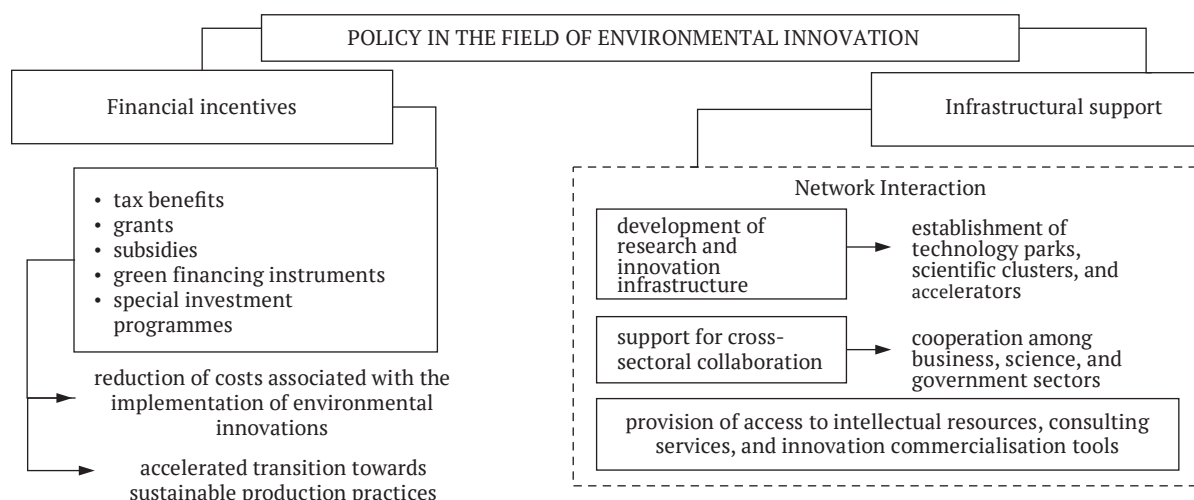 POLICY IN THE FIELD OF ENVIRONMENTAL INNOVATION
Financial incentives
• tax benefits
• grants
• subsidies
• green financing instruments
• special investment
programmes
reduction of costs associated with the
implementation of environmental
innovations
accelerated transition towards
sustainable production practices
Infrastructural support
Network Interaction
development of
research and
innovation
infrastructure
establishment of
technology parks,
scientific clusters, and
accelerators
support for cross-
sectoral collaboration
cooperation among
business, science, and
government sectors
provision of access to intellectual resources, consulting
services, and innovation commercialisation tools